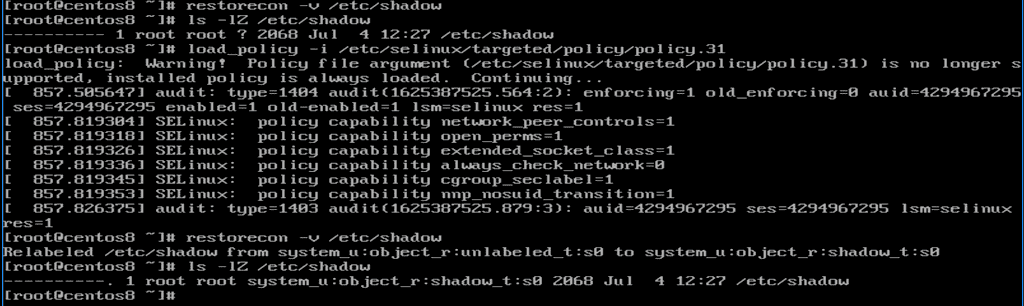 [root@centos8 ~]# restorecon -v /etc/shadow
[root@centos8 ~]# ls -lZ /etc/shadow
---------- 1 root root ? 2068 Jul  4 12:27 /etc/shadow
[root@centos8 ~]# load_policy -i /etc/selinux/targeted/policy/policy.31
load_policy:  Warning!  Policy file argument (/etc/selinux/targeted/policy/policy.31) is no longer s
upported, installed policy is always loaded.  Continuing...
[  857.505647] audit: type=1404 audit(1625387525.564:2): enforcing=1 old_enforcing=0 auid=4294967295
 ses=4294967295 enabled=1 old-enabled=1 lsm=selinux res=1
[  857.819304] SELinux:  policy capability network_peer_controls=1
[  857.819318] SELinux:  policy capability open_perms=1
[  857.819326] SELinux:  policy capability extended_socket_class=1
[  857.819336] SELinux:  policy capability always_check_network=0
[  857.819345] SELinux:  policy capability cgroup_seclabel=1
[  857.819353] SELinux:  policy capability nnp_nosuid_transition=1
[  857.826375] audit: type=1403 audit(1625387525.879:3): auid=4294967295 ses=4294967295 lsm=selinux
res=1
[root@centos8 ~]# restorecon -v /etc/shadow
Relabeled /etc/shadow from system_u:object_r:unlabeled_t:s0 to system_u:object_r:shadow_t:s0
[root@centos8 ~]# ls -lZ /etc/shadow
----------. 1 root root system_u:object_r:shadow_t:s0 2068 Jul  4 12:27 /etc/shadow
[root@centos8 ~]#